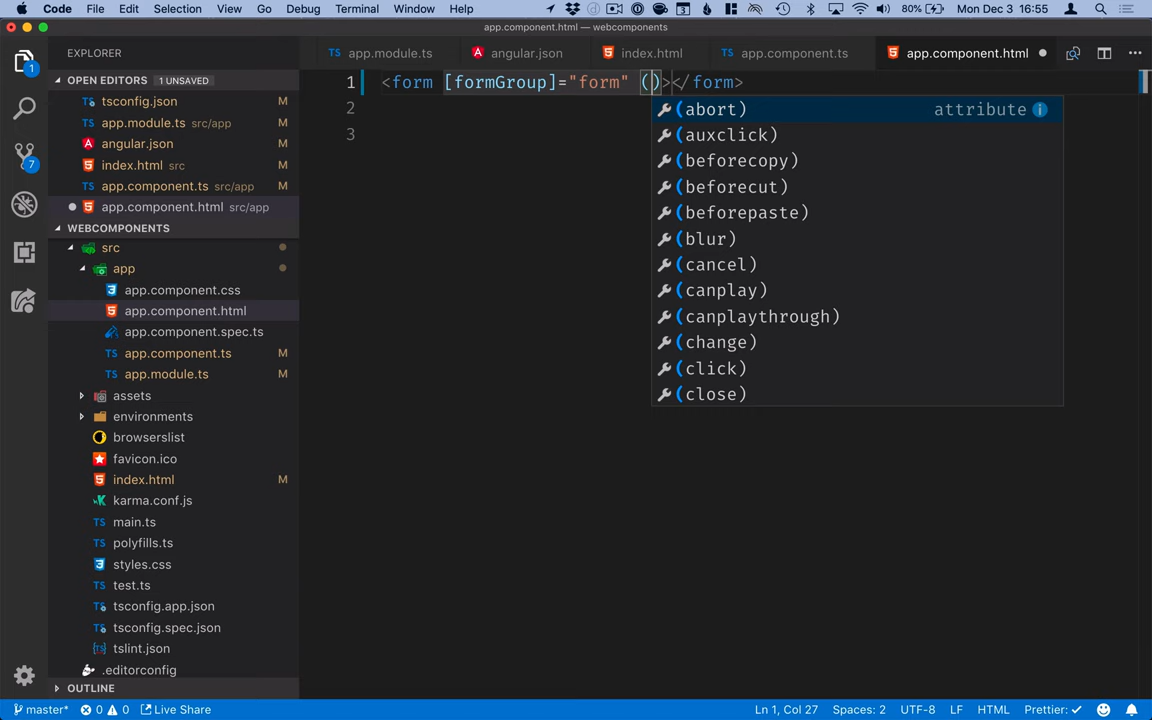 Code File Edit Selection View Go Debug Terminal Window Help 3 80% Mon Dec 3 16:55
app.component.html — webcomponents
EXPLORER
app.module.ts angular.json index.html app.component.ts app.component.html
OPEN EDITORS 1 UNSAVED
tsconfig.json M
app.module.ts src/app M
angular.json M
index.html src M
app.component.ts src/app M
app.component.html src/app
WEBCOMPONENTS
src
app
app.component.css
app.component.html
app.component.spec.ts
app.component.ts M
app.module.ts M
assets
environments
browserslist
favicon.ico
index.html M
karma.conf.js
main.ts
polyfills.ts
styles.css
test.ts
tsconfig.app.json
tsconfig.spec.json
tslint.json
.editorconfig
OUTLINE
1
7
1 <form [formGroup]="form" ()></form>
2
3
(abort) attribute
(auxclick)
(beforecopy)
(beforecut)
(beforepaste)
(blur)
(cancel)
(canplay)
(canplaythrough)
(change)
(click)
(close)
master* 0 0 Live Share Ln 1, Col 27 Spaces: 2 UTF-8 LF HTML Prettier: ✓